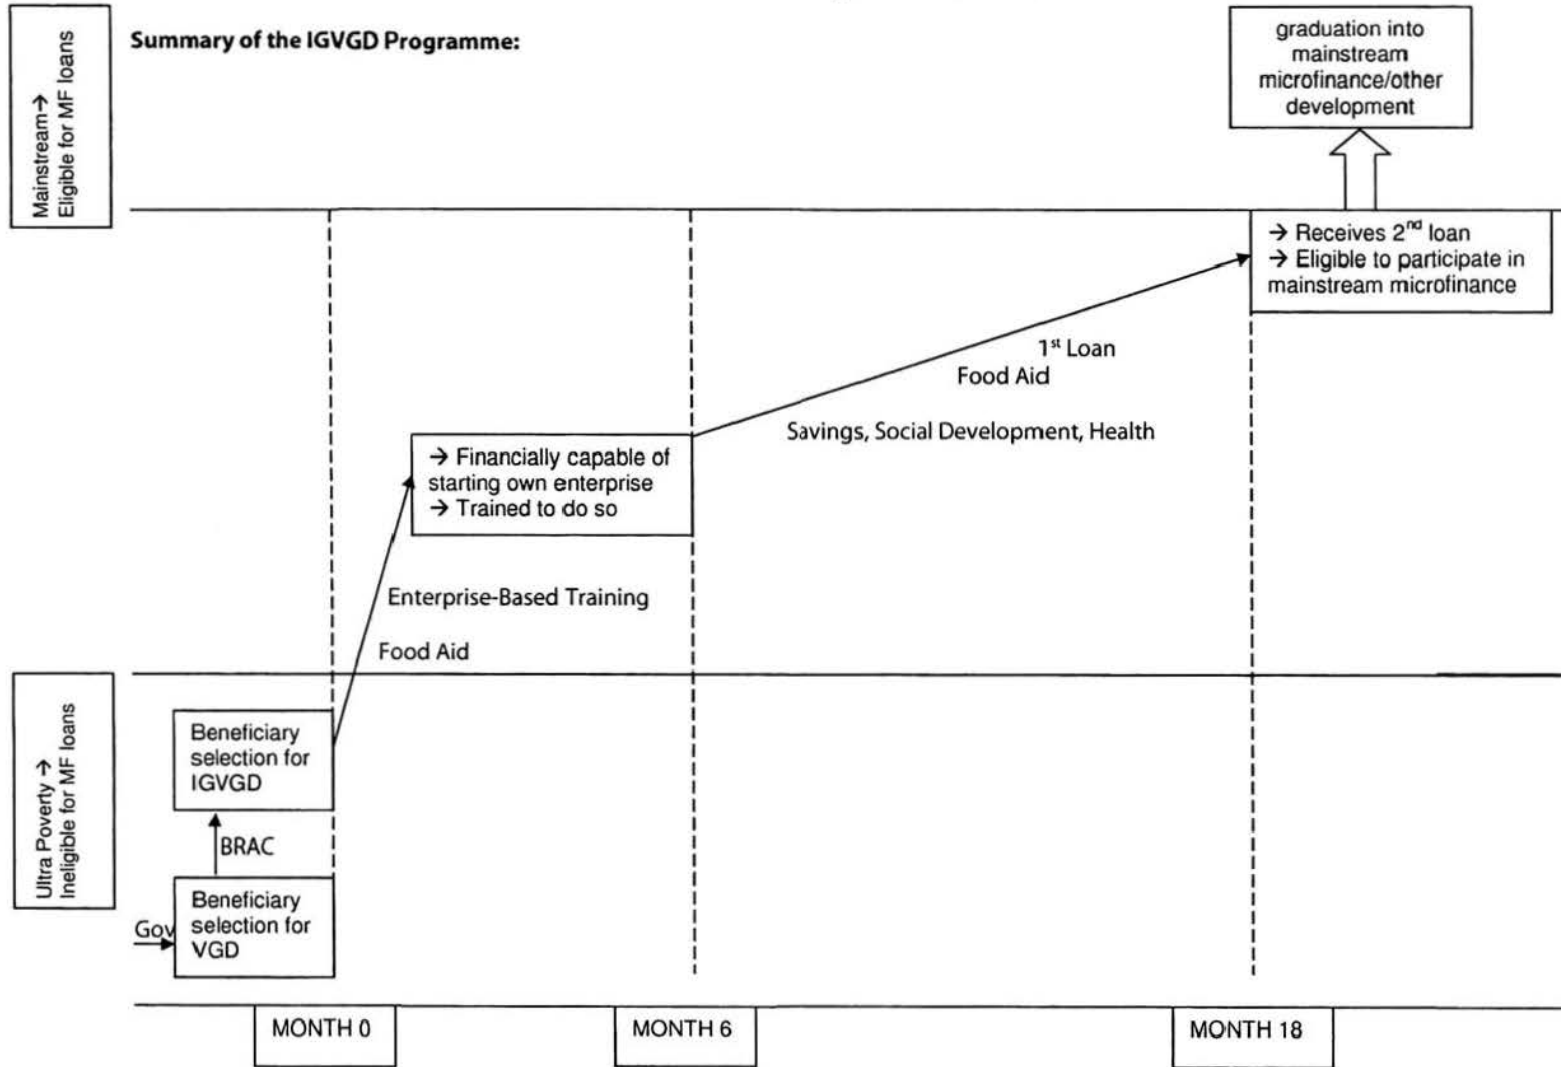 Summary of the IGVGD Programme:
graduation into
mainstream
microfinance/other
development
Mainstream→
Eligible for MF loans
→ Receives 2nd loan
→ Eligible to participate in
mainstream microfinance
1st Loan
Food Aid
Savings, Social Development, Health
→ Financially capable of
starting own enterprise
→ Trained to do so
Enterprise-Based Training
Food Aid
Ultra Poverty →
Ineligible for MF loans
Beneficiary
selection for
IGVGD
BRAC
Beneficiary
selection for
VGD
Gov
MONTH 0
MONTH 6
MONTH 18